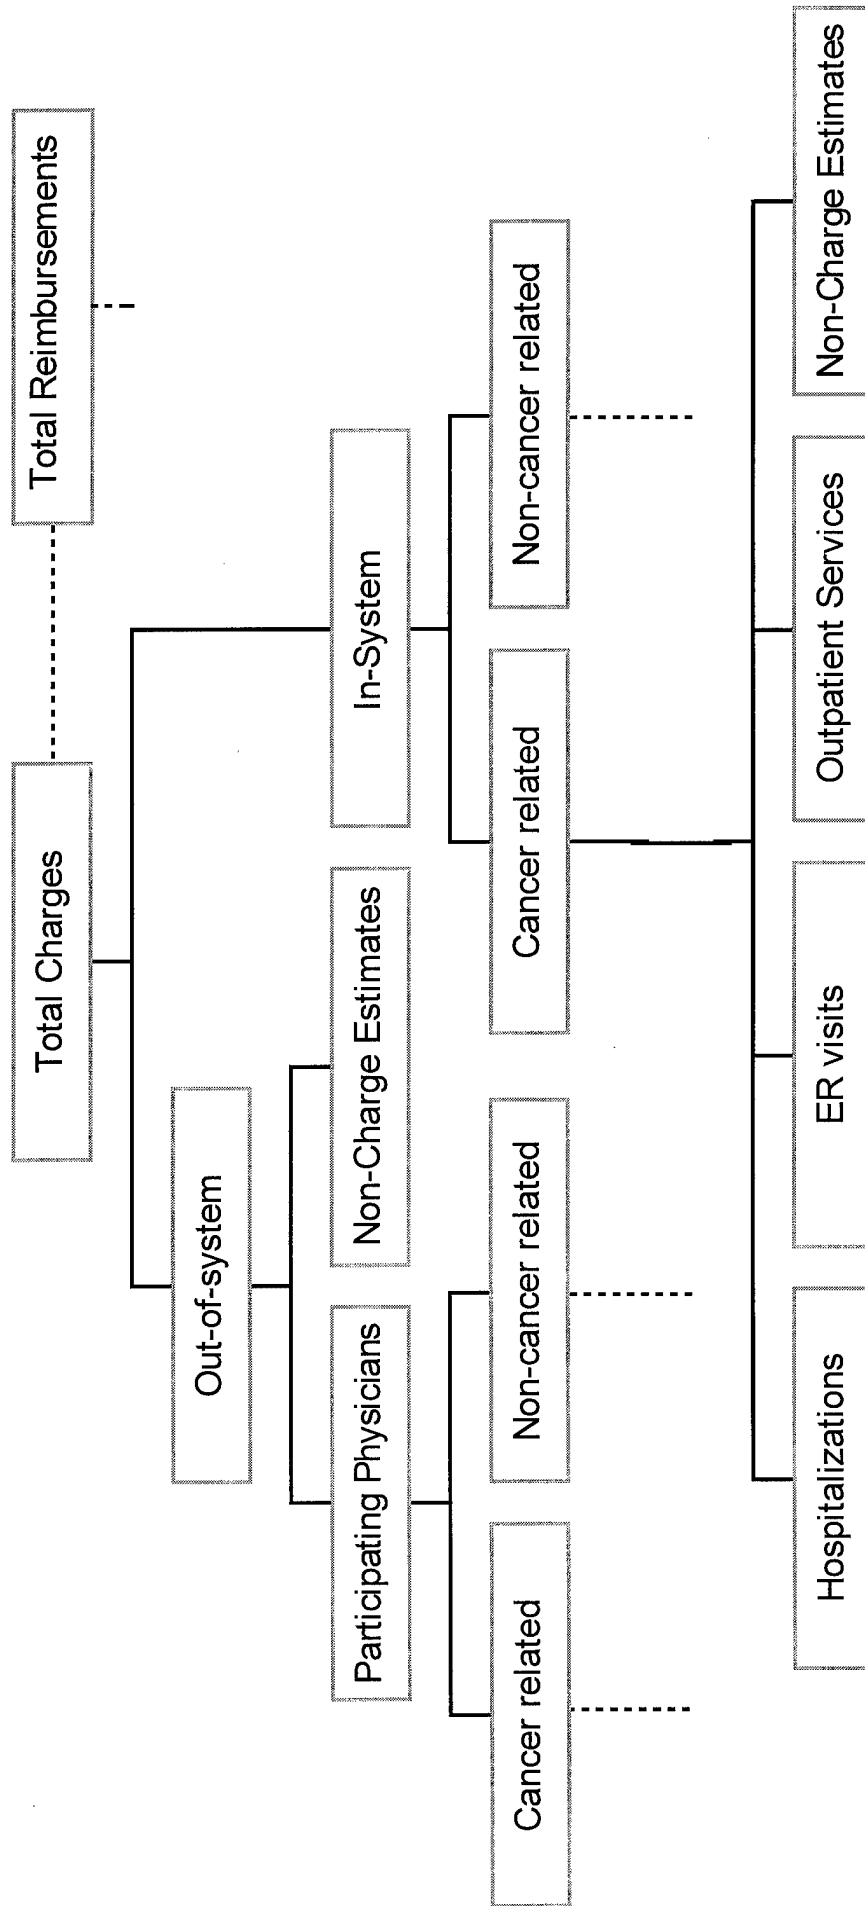 Total Charges
Total Reimbursements
Out-of-system
Participating Physicians
Non-Charge Estimates
In-System
Cancer related
Non-cancer related
Cancer related
Non-cancer related
Hospitalizations
ER visits
Outpatient Services
Non-Charge Estimates